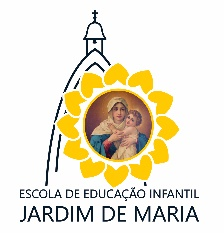 ESCOLA DE EDUCAÇÃO INFANTIL
JARDIM DE MARIA